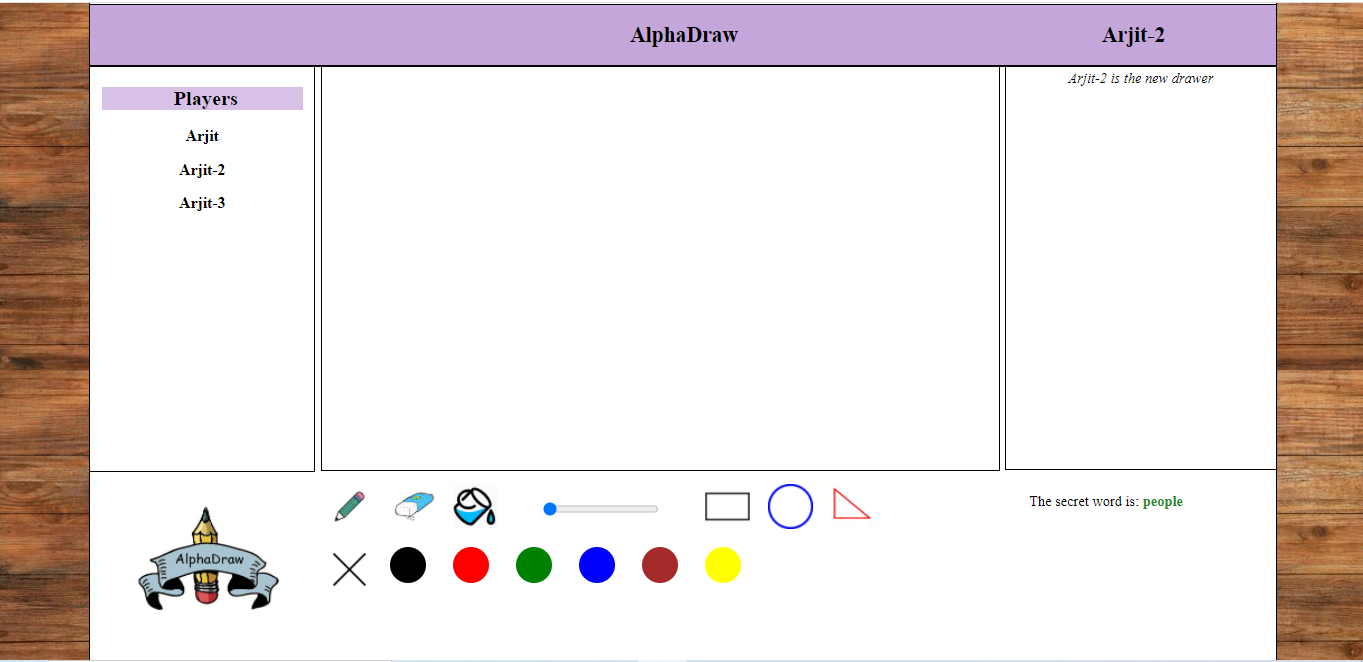 AlphaDraw
Arjit-2
Players
Arjit
Arjit-2
Arjit-3
Arjit-2 is the new drawer
AlphaDraw
The secret word is: people